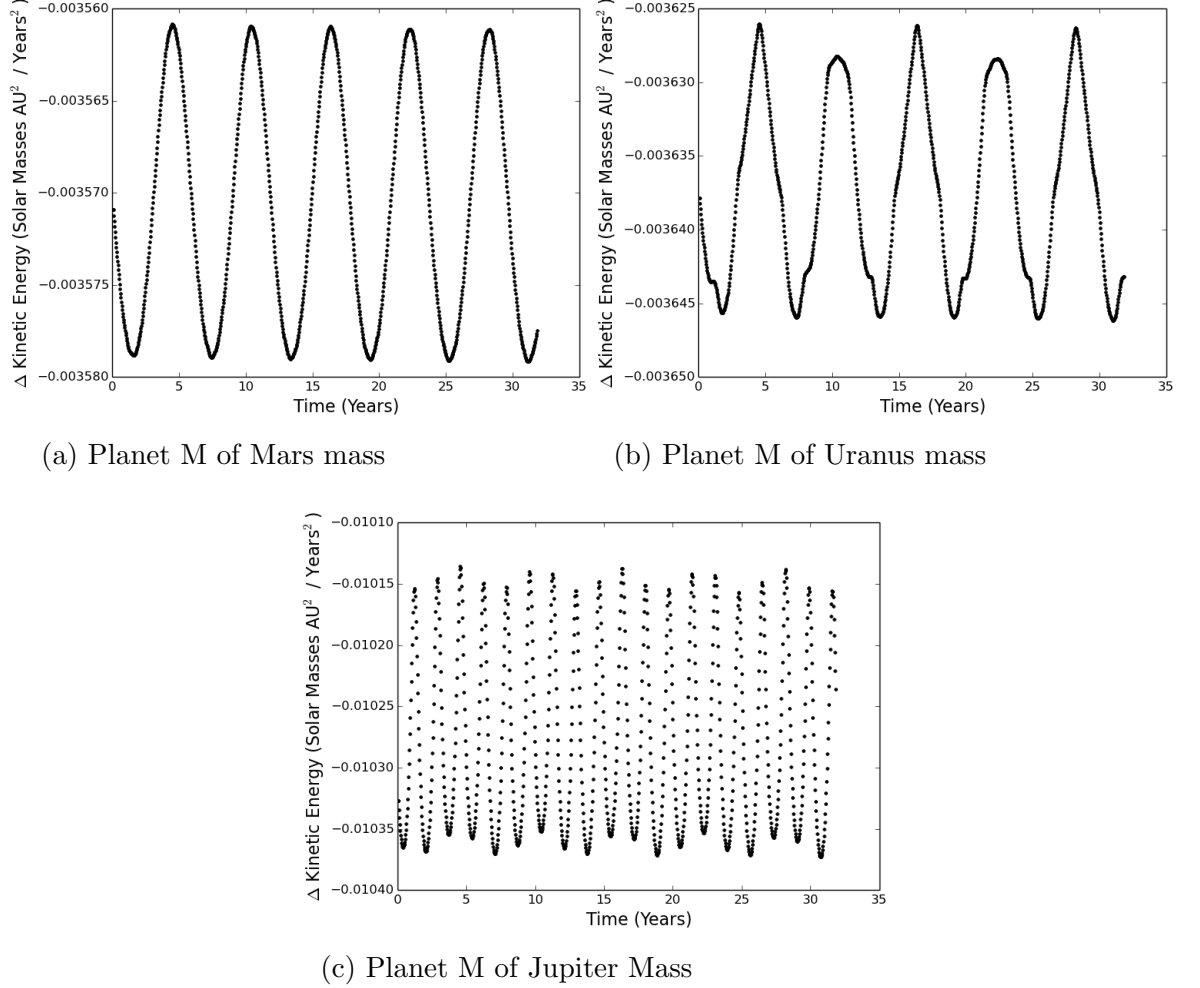 −0.003560
−0.003565
−0.003570
−0.003575
−0.003580
0 5 10 15 20 25 30 35
Time (Years)
Δ Kinetic Energy (Solar Masses AU² / Years²)
(a) Planet M of Mars mass
−0.003625
−0.003630
−0.003635
−0.003640
−0.003645
−0.003650
0 5 10 15 20 25 30 35
Time (Years)
Δ Kinetic Energy (Solar Masses AU² / Years²)
(b) Planet M of Uranus mass
−0.01010
−0.01015
−0.01020
−0.01025
−0.01030
−0.01035
−0.01040
0 5 10 15 20 25 30 35
Time (Years)
Δ Kinetic Energy (Solar Masses AU² / Years²)
(c) Planet M of Jupiter Mass